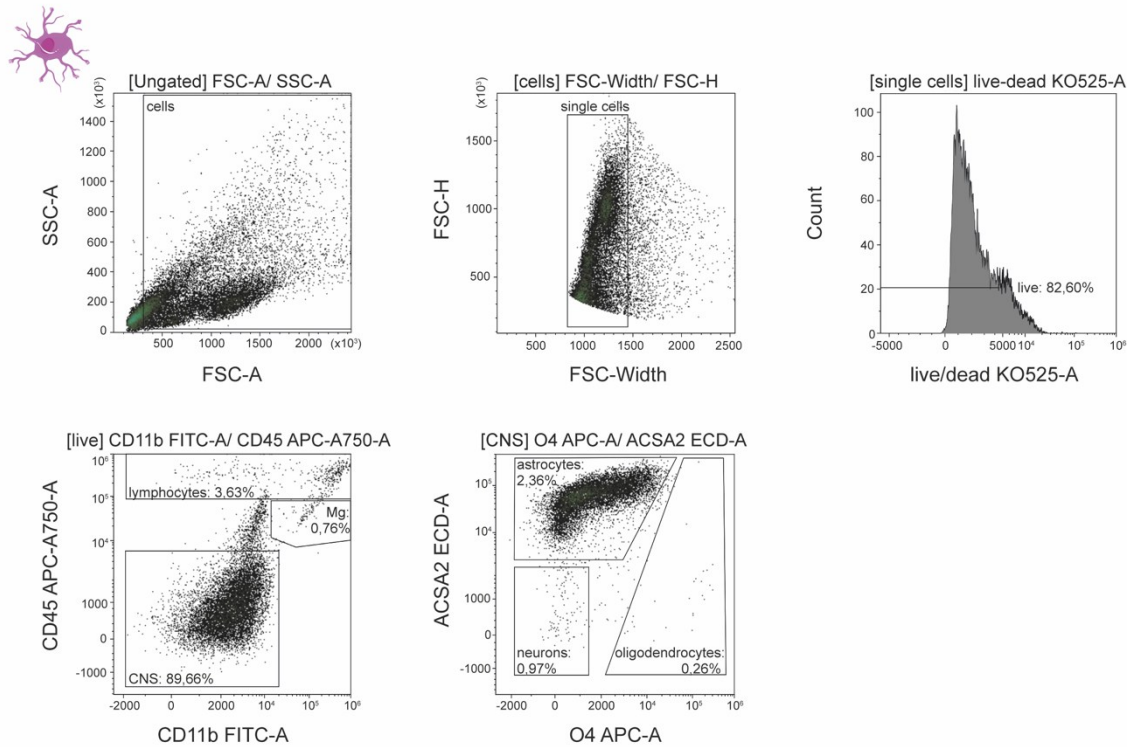 [Ungated] FSC-A/ SSC-A
(x10³)
cells
1400
1200
1000
800
600
400
200
0
SSC-A
500 1000 1500 2000 (x10³)
FSC-A
[cells] FSC-Width/ FSC-H
(x10³)
single cells
1500
1000
500
FSC-H
500 1000 1500 2000 2500
FSC-Width
[single cells] live-dead KO525-A
100
80
60
40
20
0
Count
live: 82,60%
-5000 0 5000 10⁴ 10⁵ 10⁶
live/dead KO525-A
[live] CD11b FITC-A/ CD45 APC-A750-A
10⁶
10⁵
10⁴
1000
0
-1000
CD45 APC-A750-A
lymphocytes: 3,63%
Mg:
0,76%
CNS: 89,66%
-2000 0 2000 10⁴ 10⁵
CD11b FITC-A
[CNS] O4 APC-A/ ACSA2 ECD-A
10⁵
10⁴
1000
0
-1000
ACSA2 ECD-A
astrocytes:
2,36%
neurons:
0,97%
oligodendrocytes:
0,26%
-2000 0 2000 10⁴ 10⁵
O4 APC-A